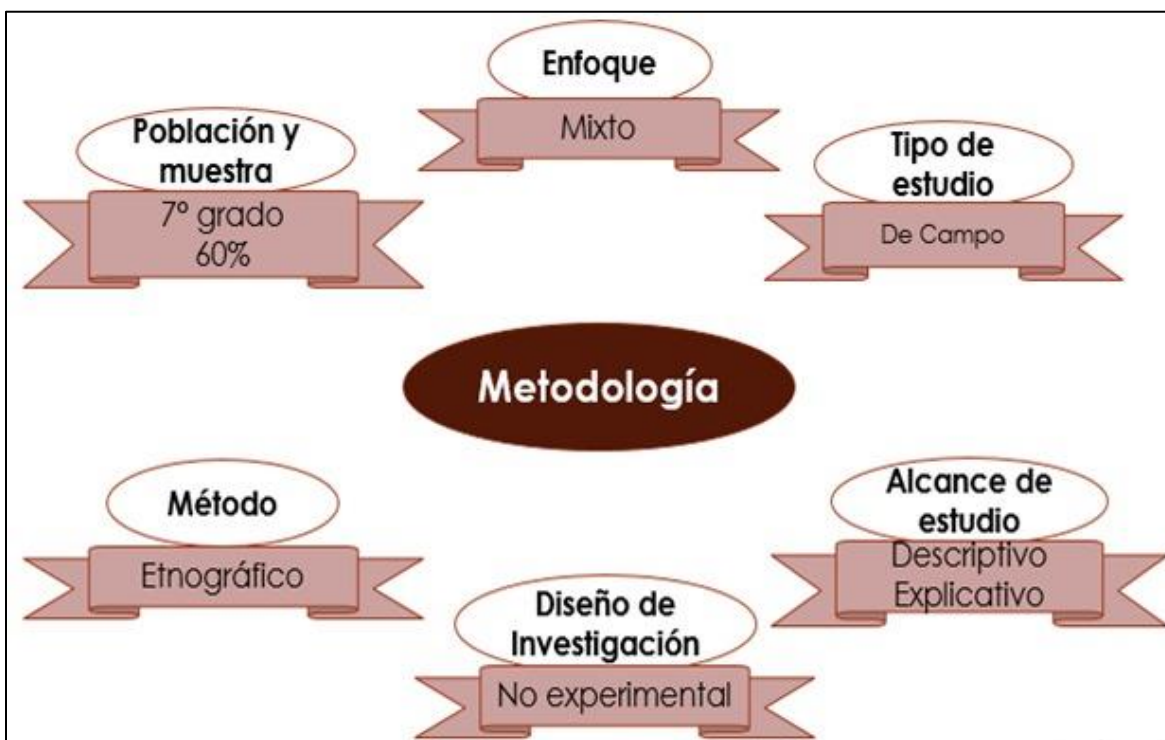 Enfoque
Mixto
Tipo de
estudio
De Campo
Alcance de
estudio
Descriptivo
Explicativo
Diseño de
Investigación
No experimental
Método
Etnográfico
Población y
muestra
7º grado
60%
Metodología